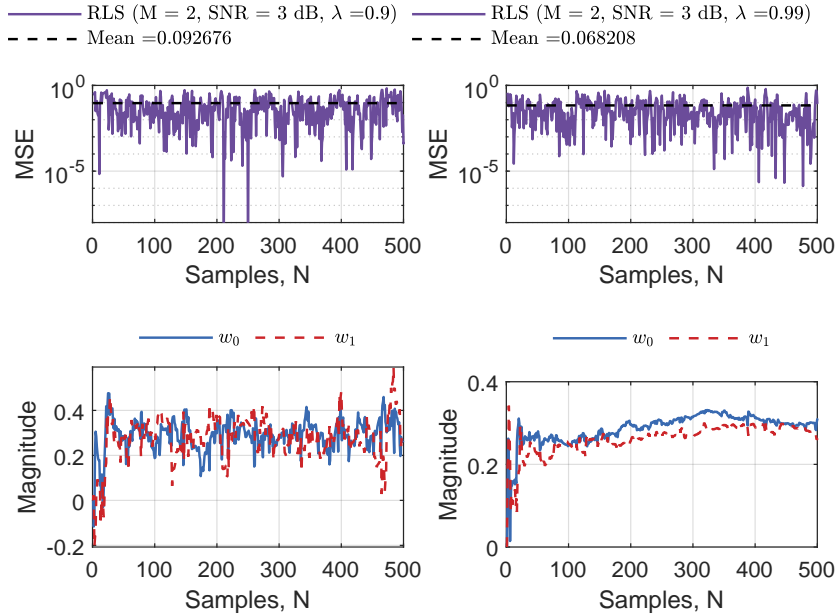 RLS (M = 2, SNR = 3 dB, λ =0.9)
Mean =0.092676
RLS (M = 2, SNR = 3 dB, λ =0.99)
Mean =0.068208
10^0
10^-5
MSE
0 100 200 300 400 500
Samples, N
10^0
10^-5
MSE
0 100 200 300 400 500
Samples, N
w_0 w_1
0.4
0.2
0
-0.2
Magnitude
0 100 200 300 400 500
Samples, N
w_0 w_1
0.4
0.2
0
Magnitude
0 100 200 300 400 500
Samples, N